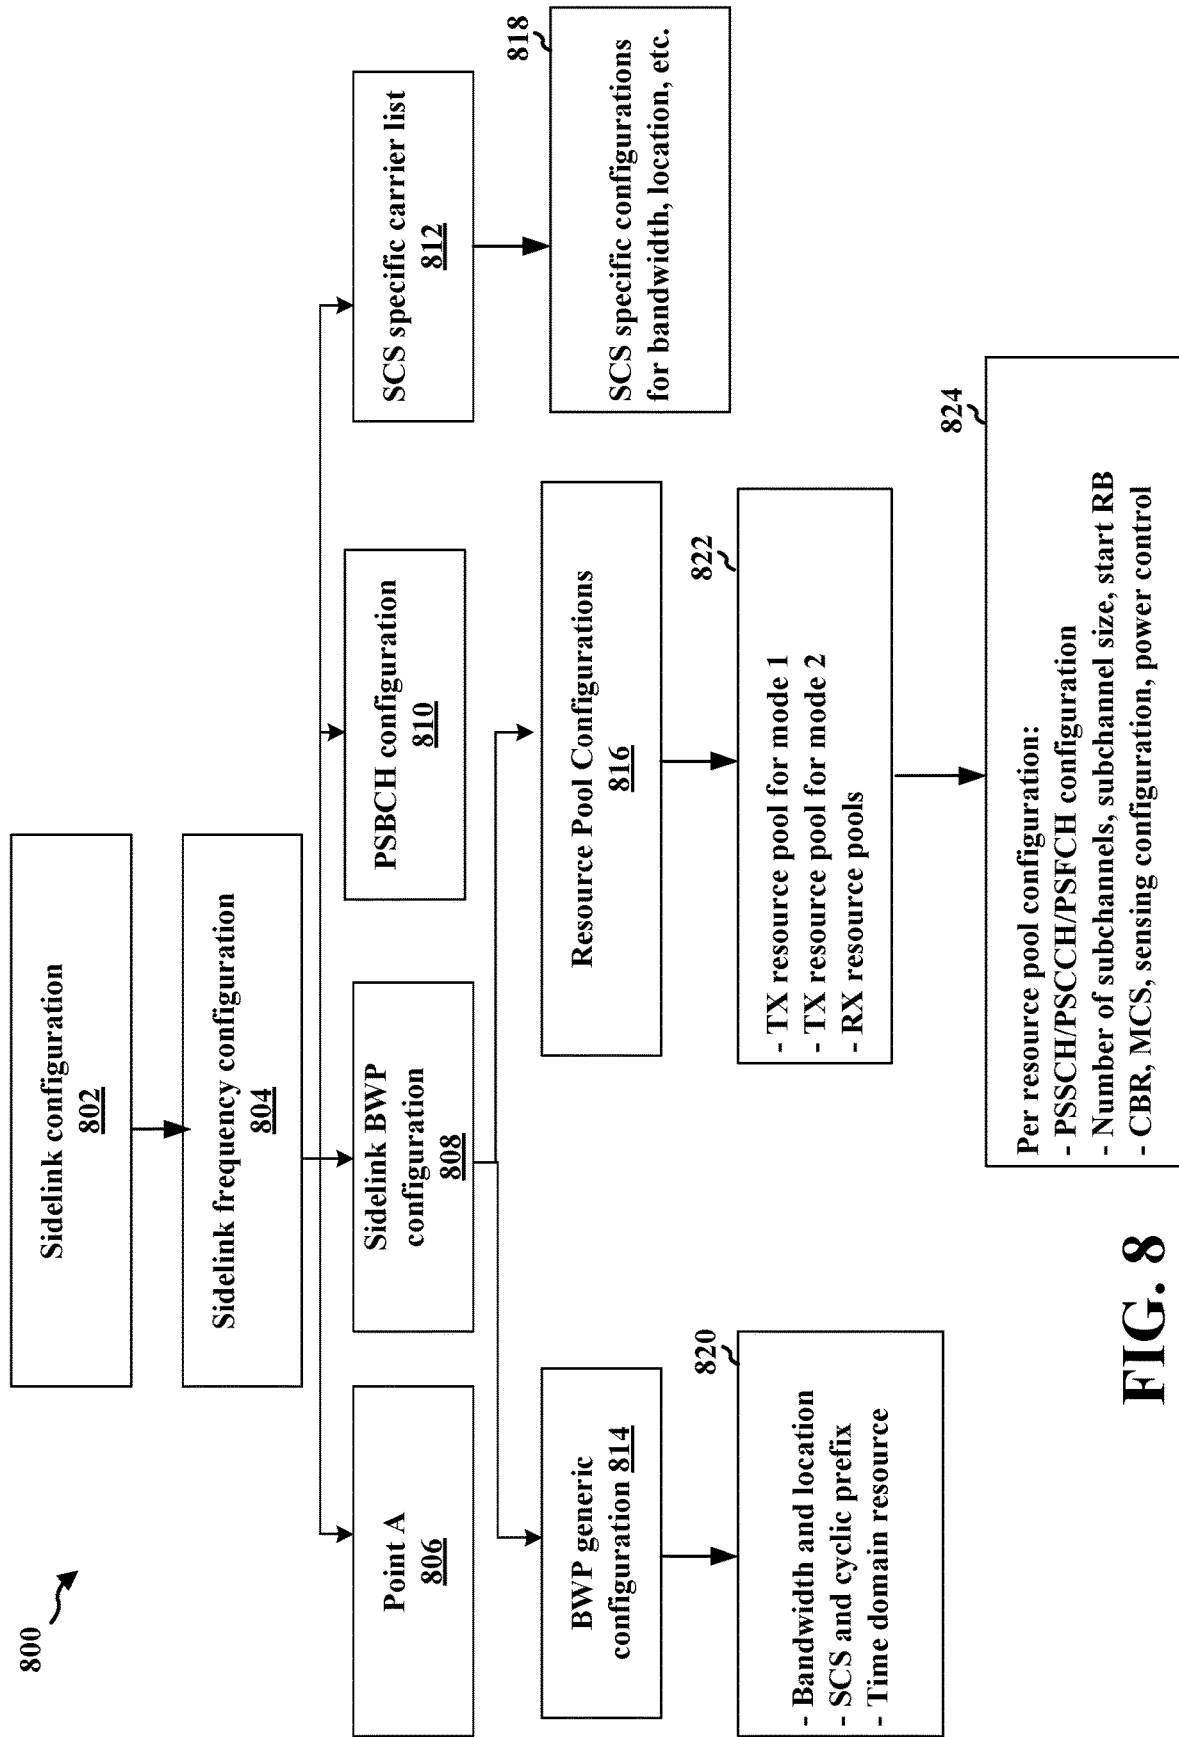 800
Sidelink configuration
802
Sidelink frequency configuration
804
Point A
806
Sidelink BWP
configuration
808
PSBCH configuration
810
SCS specific carrier list
812
BWP generic
configuration 814
Resource Pool Configurations
816
818
SCS specific configurations
for bandwidth, location, etc.
820
- Bandwidth and location
- SCS and cyclic prefix
- Time domain resource
822
- TX resource pool for mode 1
- TX resource pool for mode 2
- RX resource pools
824
Per resource pool configuration:
- PSSCH/PSCCH/PSFCH configuration
- Number of subchannels, subchannel size, start RB
- CBR, MCS, sensing configuration, power control
FIG. 8